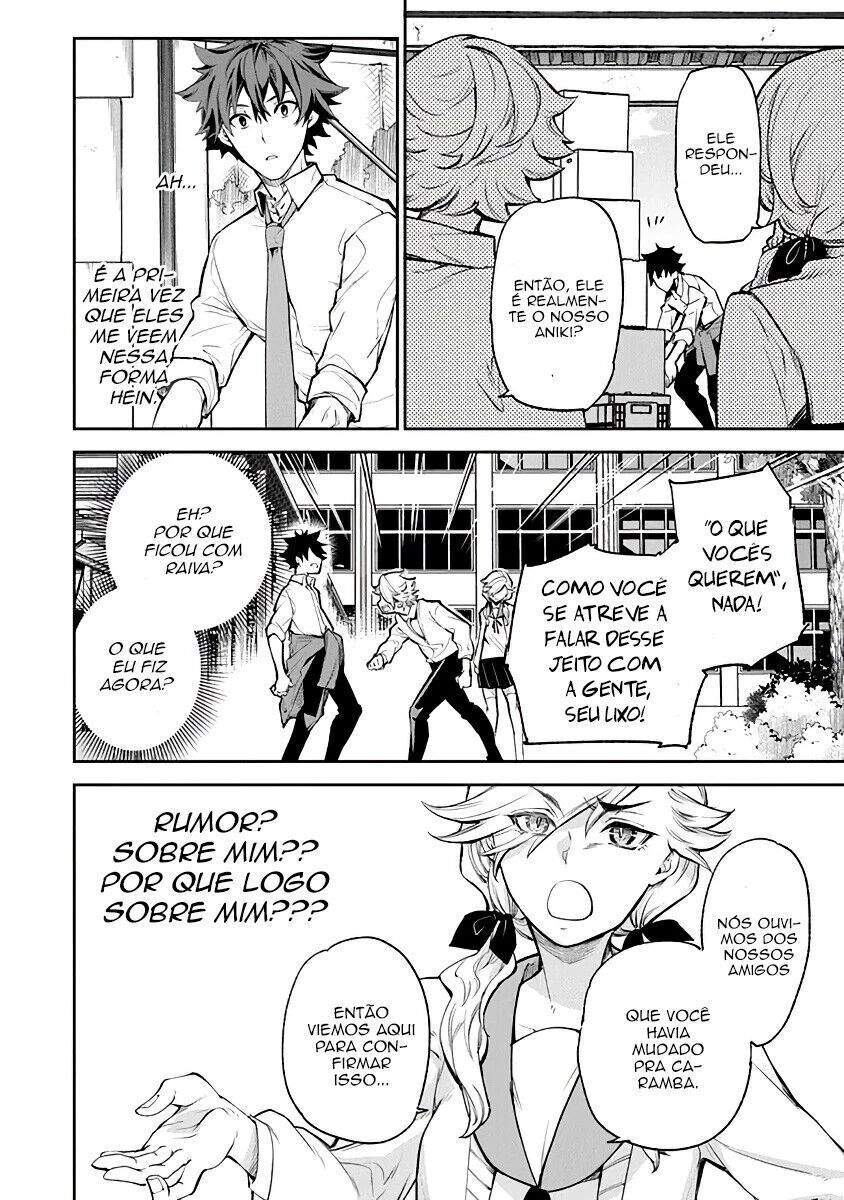 ELE
RESPON-
DEU...
ENTÃO, ELE
É REALMEN-
TE O NOSSO
ANIKI?
AH...
É A PRI-
MEIRA VEZ
QUE ELES
ME VEEM
NESSA
FORMA
HEIN.
"O QUE
VOCÊS
QUEREM",
NADA!
COMO VOCÊ
SE ATREVE A
FALAR DESSE
JEITO COM
A GENTE,
SEU LIXO!
EH?
POR QUE
FICOU COM
RAIVA?
O QUE
EU FIZ
AGORA?
NÓS OUVI-
MOS DOS
NOSSOS
AMIGOS
QUE VOCÊ
HAVIA
MUDADO
PRA CA-
RAMBA.
ENTÃO
VIEMOS AQUI
PARA CON-
FIRMAR
ISSO...
RUMOR?
SOBRE MIM??
POR QUE LOGO
SOBRE MIM???